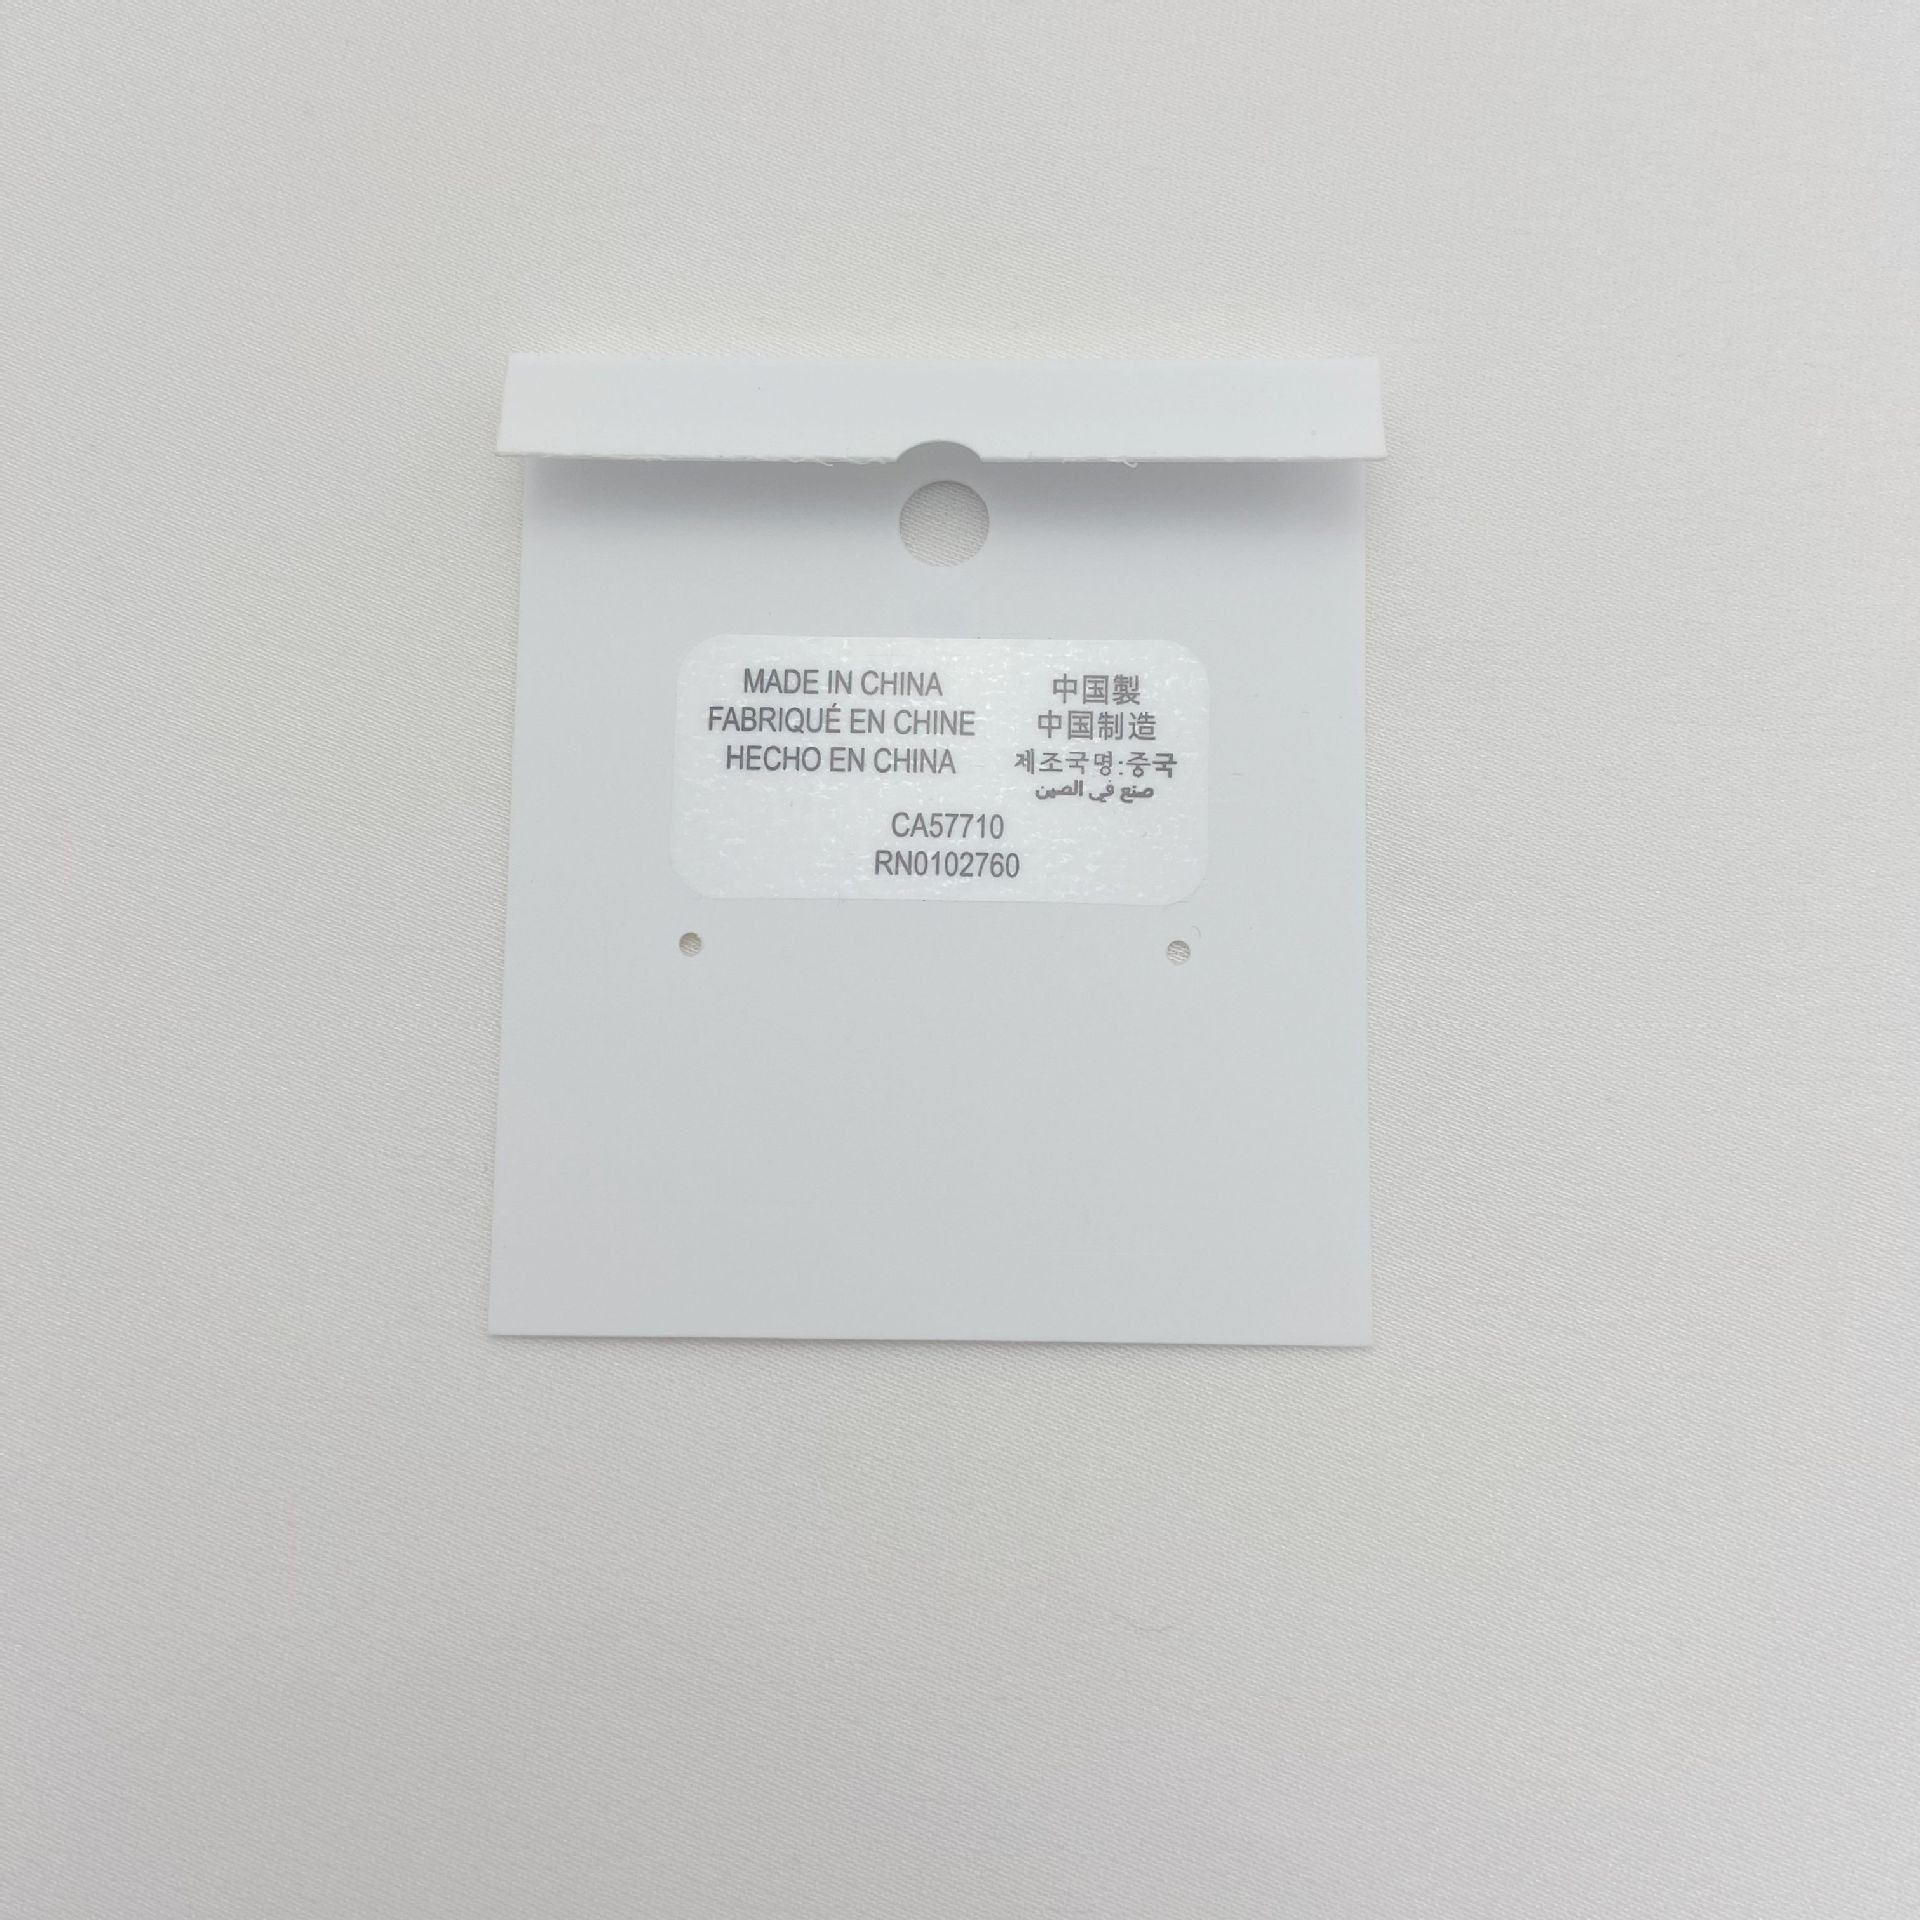 MADE IN CHINA
FABRIQUÉ EN CHINE
HECHO EN CHINA
中国製
中国制造
제조국명:중국
صنع في الصين
CA57710
RN0102760